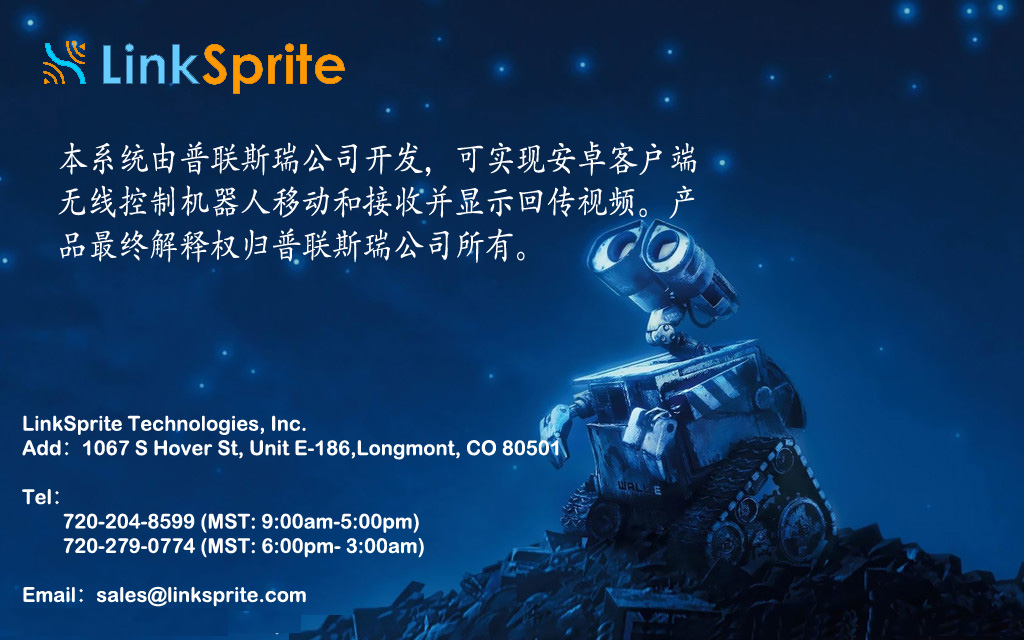 LinkSprite
本系统由普联斯瑞公司开发，可实现安卓客户端
无线控制机器人移动和接收并显示回传视频。产
品最终解释权归普联斯瑞公司所有。
LinkSprite Technologies, Inc.
Add：1067 S Hover St, Unit E-186,Longmont, CO 80501
Tel：
720-204-8599 (MST: 9:00am-5:00pm)
720-279-0774 (MST: 6:00pm- 3:00am)
Email：sales@linksprite.com
WALL·E